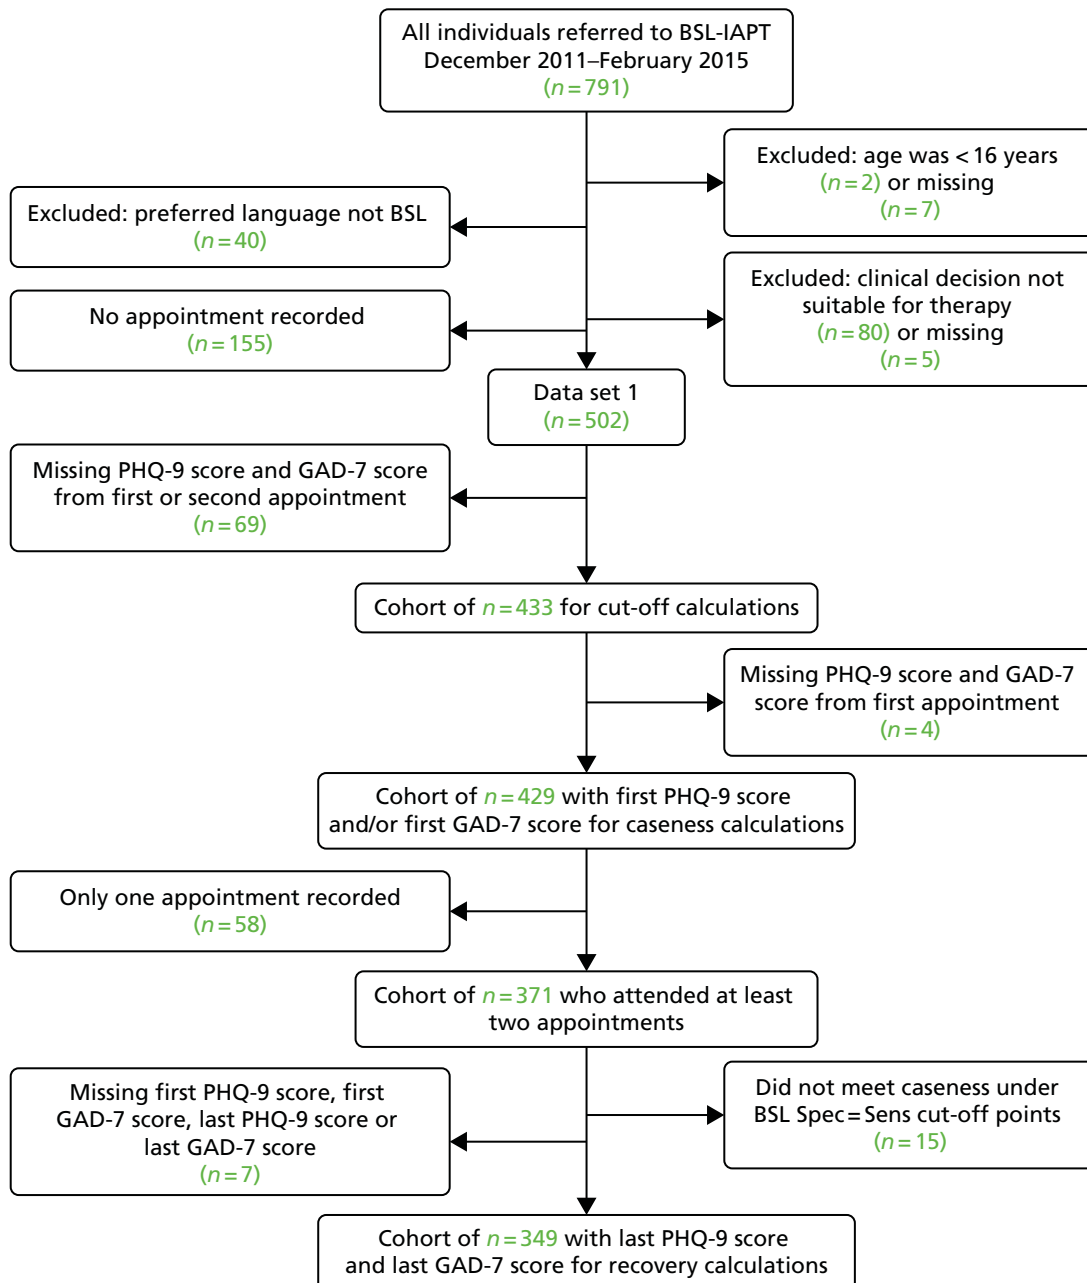 All individuals referred to BSL-IAPT
December 2011–February 2015
(n=791)
Excluded: age was <16 years
(n=2) or missing
(n=7)
Excluded: preferred language not BSL
(n=40)
Excluded: clinical decision not
suitable for therapy
(n=80) or missing
(n=5)
No appointment recorded
(n=155)
Data set 1
(n=502)
Missing PHQ-9 score and GAD-7 score
from first or second appointment
(n=69)
Cohort of n=433 for cut-off calculations
Missing PHQ-9 score and GAD-7
score from first appointment
(n=4)
Cohort of n=429 with first PHQ-9 score
and/or first GAD-7 score for caseness calculations
Only one appointment recorded
(n=58)
Cohort of n=371 who attended at least
two appointments
Missing first PHQ-9 score, first
GAD-7 score, last PHQ-9 score or
last GAD-7 score
(n=7)
Did not meet caseness under
BSL Spec=Sens cut-off points
(n=15)
Cohort of n=349 with last PHQ-9 score
and last GAD-7 score for recovery calculations